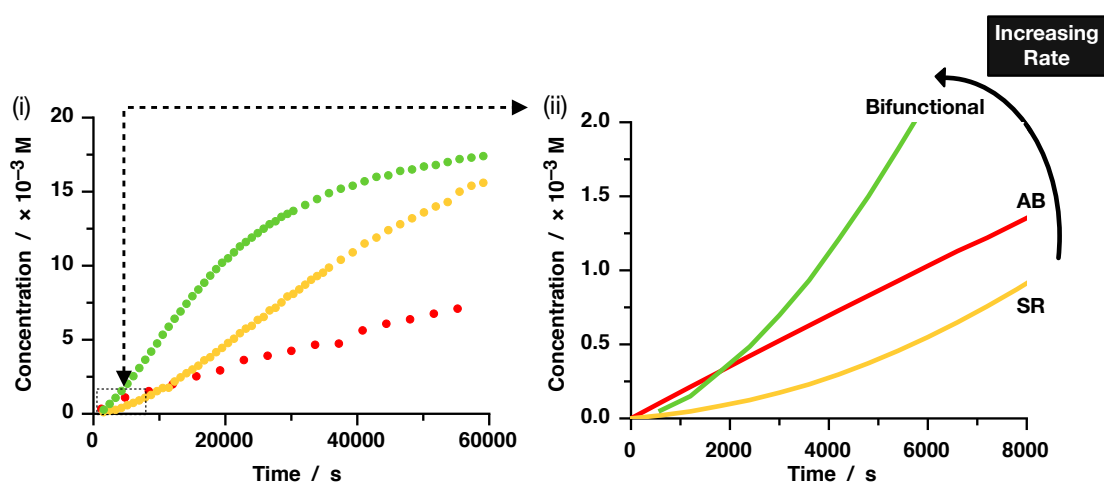 (i)
20
15
10
5
0
0
20000
40000
60000
Concentration / × 10⁻³ M
Time / s
(ii)
2.0
1.5
1.0
0.5
0.0
0
2000
4000
6000
8000
Concentration / × 10⁻³ M
Time / s
Bifunctional
AB
SR
Increasing
Rate